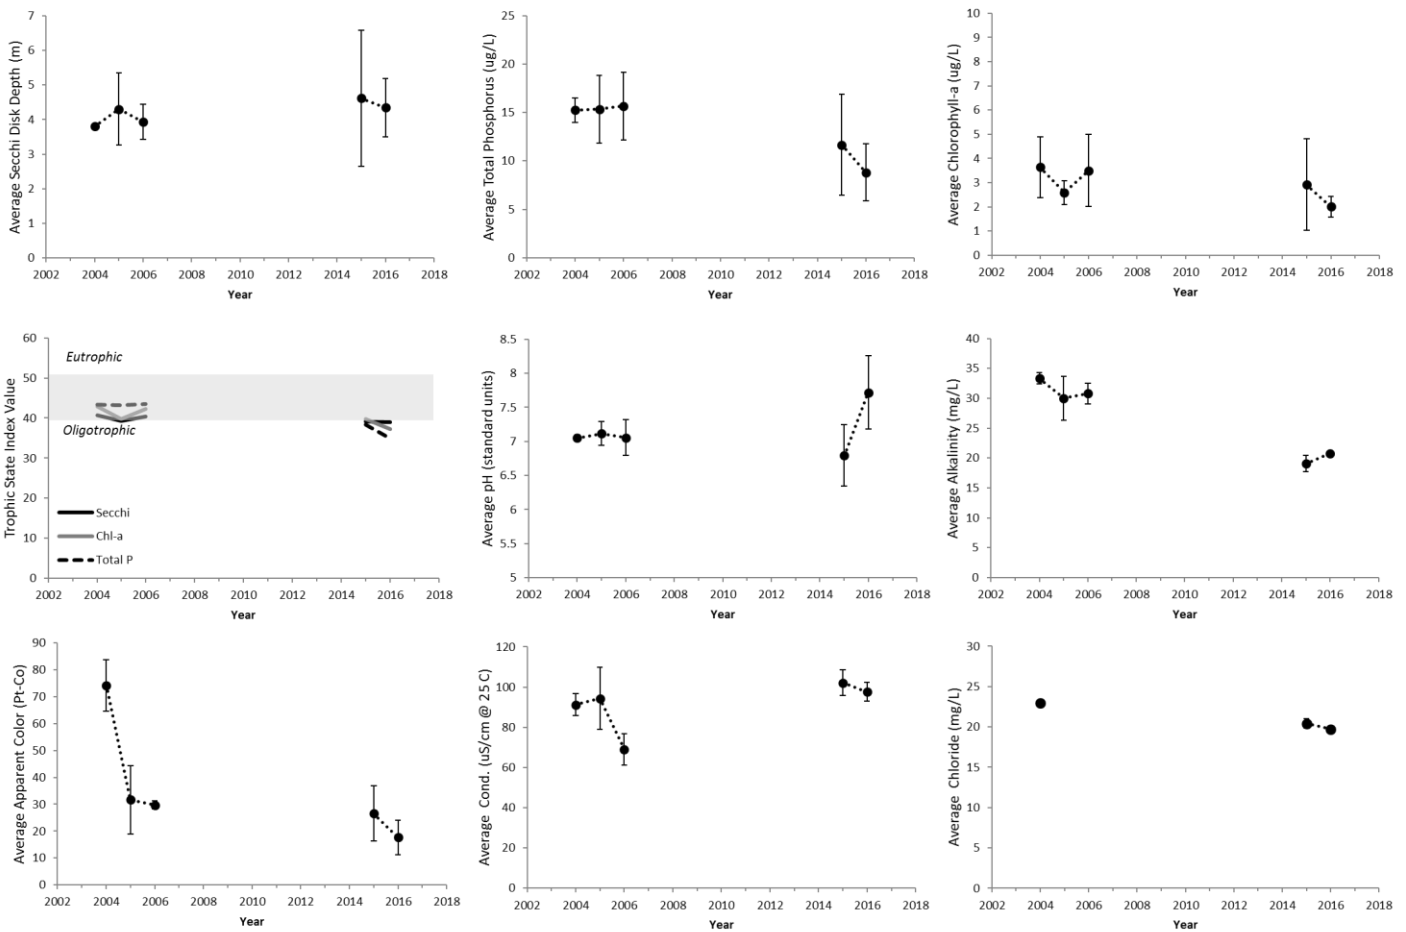 Average Secchi Disk Depth (m)
7
6
5
4
3
2
1
0
2002 2004 2006 2008 2010 2012 2014 2016 2018
Year
Average Total Phosphorus (ug/L)
25
20
15
10
5
0
2002 2004 2006 2008 2010 2012 2014 2016 2018
Year
Average Chlorophyll-a (ug/L)
10
9
8
7
6
5
4
3
2
1
0
2002 2004 2006 2008 2010 2012 2014 2016 2018
Year
Trophic State Index Value
60
50
40
30
20
10
0
Eutrophic
Oligotrophic
Secchi
Chl-a
Total P
2002 2004 2006 2008 2010 2012 2014 2016 2018
Year
Average pH (standard units)
8.5
8
7.5
7
6.5
6
5.5
5
2002 2004 2006 2008 2010 2012 2014 2016 2018
Year
Average Alkalinity (mg/L)
40
35
30
25
20
15
10
5
0
2002 2004 2006 2008 2010 2012 2014 2016 2018
Year
Average Apparent Color (Pt-Co)
90
80
70
60
50
40
30
20
10
0
2002 2004 2006 2008 2010 2012 2014 2016 2018
Year
Average Cond. (uS/cm @ 25 C)
120
100
80
60
40
20
0
2002 2004 2006 2008 2010 2012 2014 2016 2018
Year
Average Chloride (mg/L)
30
25
20
15
10
5
0
2002 2004 2006 2008 2010 2012 2014 2016 2018
Year